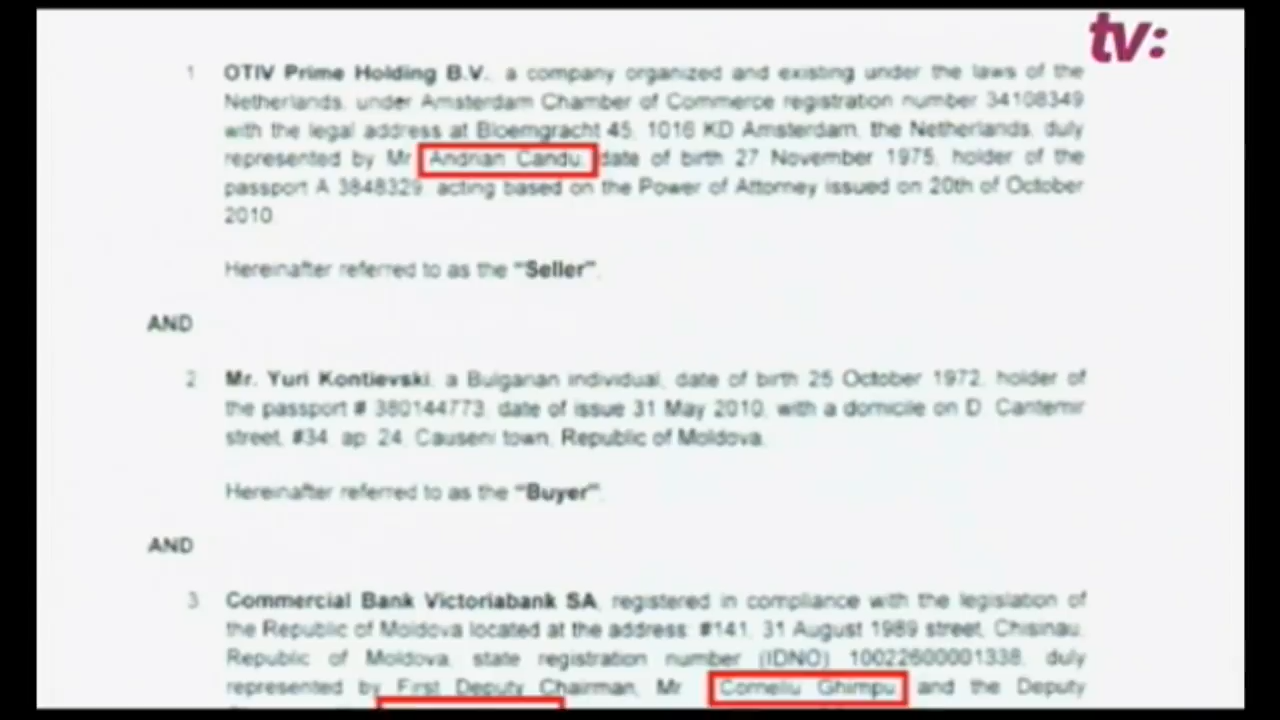 tv:
1 OTIV Prime Holding B.V. a company organized and existing under the laws of the
Netherlands, under Amsterdam Chamber of Commerce registration number 34108349
with the legal address at Bloemgracht 45, 1016 KD Amsterdam, the Netherlands, duly
represented by Mr. Andrian Candu, date of birth 27 November 1975, holder of the
passport A 3848329, acting based on the Power of Attorney issued on 20th of October
2010
Hereinafter referred to as the "Seller".
AND
2 Mr. Yuri Kontievski, a Bulgarian individual, date of birth 25 October 1972, holder of
the passport # 380144773, date of issue 31 May 2010, with a domicile on D. Cantemir
street, #34 ap. 24, Causeni town, Republic of Moldova.
Hereinafter referred to as the "Buyer".
AND
3 Commercial Bank Victoriabank SA, registered in compliance with the legislation of
the Republic of Moldova located at the address: #141, 31 August 1989 street, Chisinau,
Republic of Moldova, state registration number (IDNO) 10022600001338, duly
represented by First Deputy Chairman, Mr. Corneliu Ghimpu and the Deputy